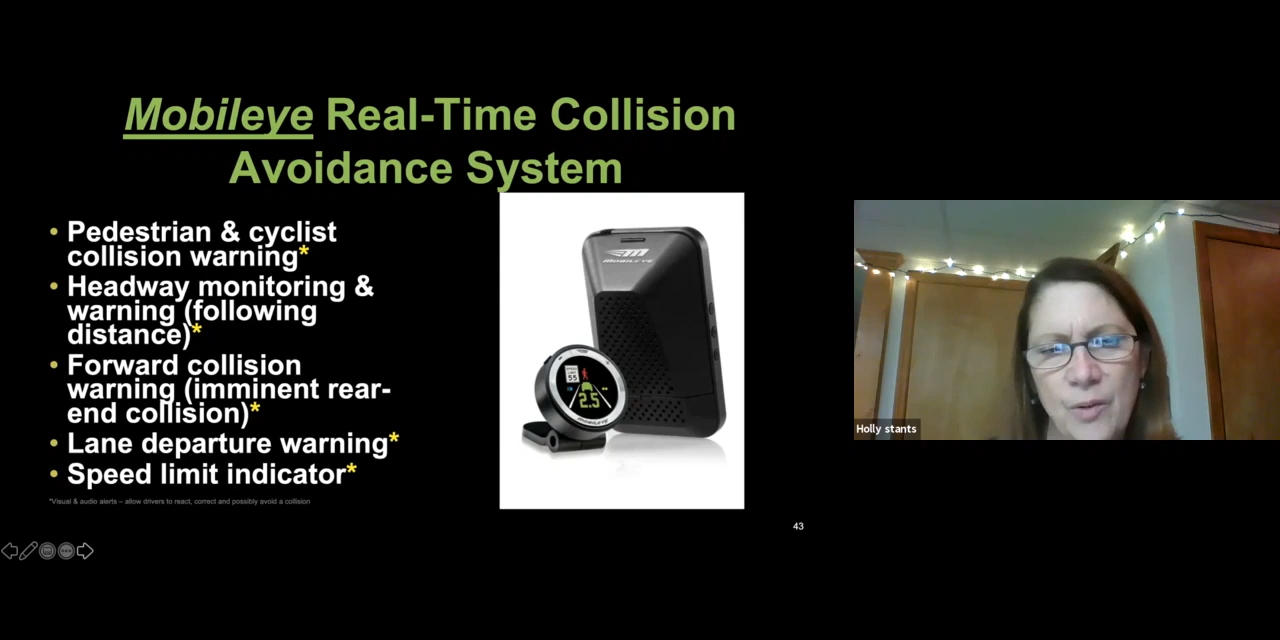 Mobileye Real-Time Collision
Avoidance System
• Pedestrian & cyclist
collision warning*
• Headway monitoring &
warning (following
distance)*
• Forward collision
warning (imminent rear-
end collision)*
• Lane departure warning*
• Speed limit indicator*
*Visual & audio alerts – allow drivers to react, correct and possibly avoid a collision
MOBILEYE
55
2.5
MOBILEYE
43
Holly stants